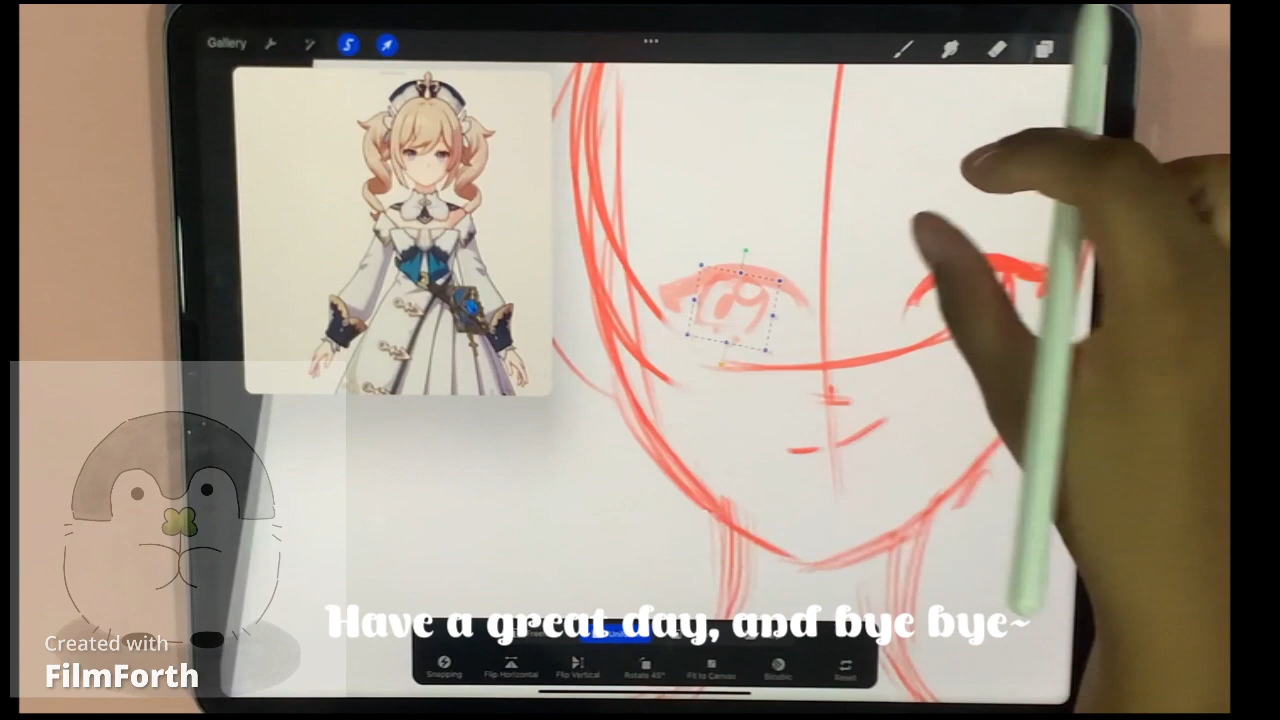 Gallery
Have a great day, and bye bye~
Snapping
Flip Horizontal
Flip Vertical
Rotate 45°
Fit to Canvas
Bicubic
Reset
Created with
FilmForth